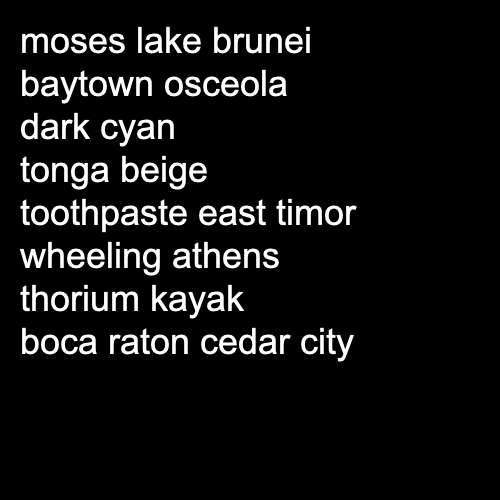 moses lake brunei
baytown osceola
dark cyan
tonga beige
toothpaste east timor
wheeling athens
thorium kayak
boca raton cedar city